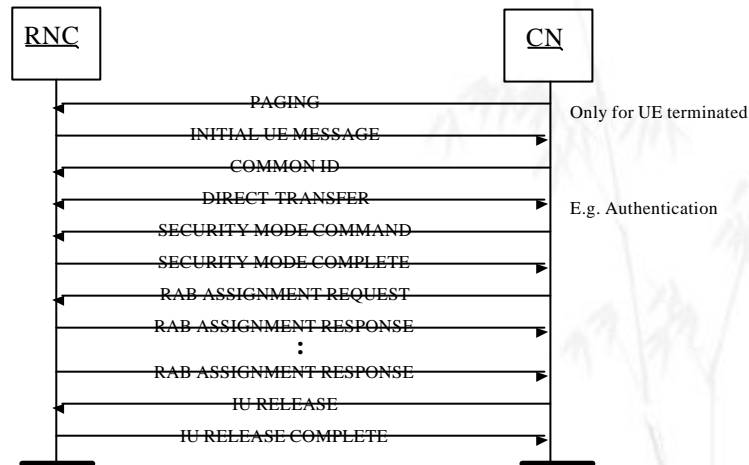 RNC
CN
PAGING
Only for UE terminated
INITIAL UE MESSAGE
COMMON ID
DIRECT TRANSFER
E.g. Authentication
SECURITY MODE COMMAND
SECURITY MODE COMPLETE
RAB ASSIGNMENT REQUEST
RAB ASSIGNMENT RESPONSE
:
RAB ASSIGNMENT RESPONSE
IU RELEASE
IU RELEASE COMPLETE